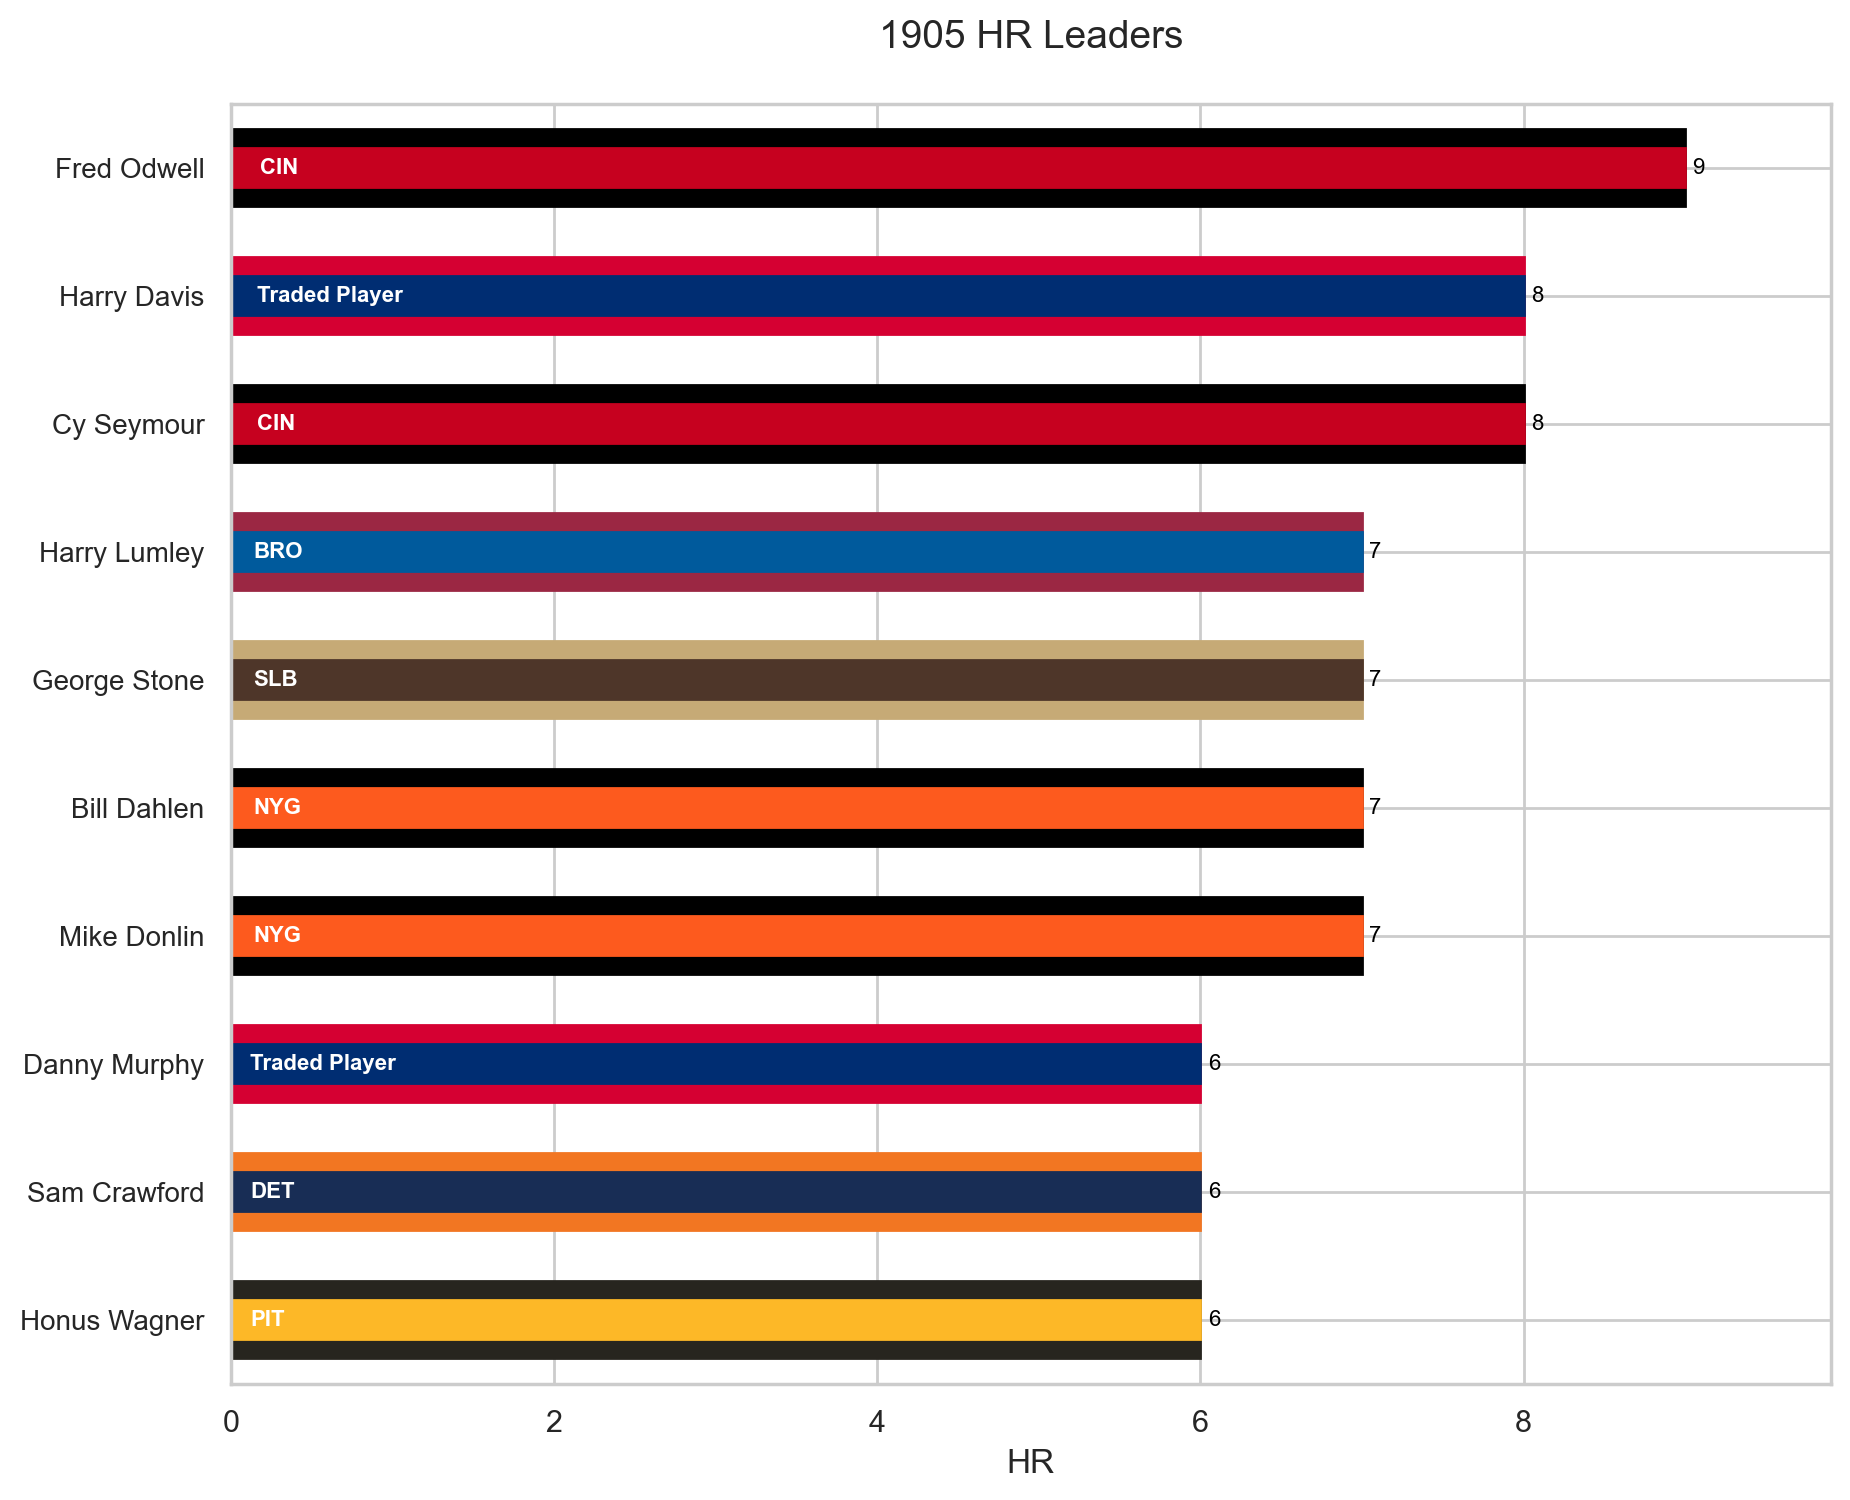 1905 HR Leaders
Fred Odwell CIN 9
Harry Davis Traded Player 8
Cy Seymour CIN 8
Harry Lumley BRO 7
George Stone SLB 7
Bill Dahlen NYG 7
Mike Donlin NYG 7
Danny Murphy Traded Player 6
Sam Crawford DET 6
Honus Wagner PIT 6
0 2 4 6 8
HR